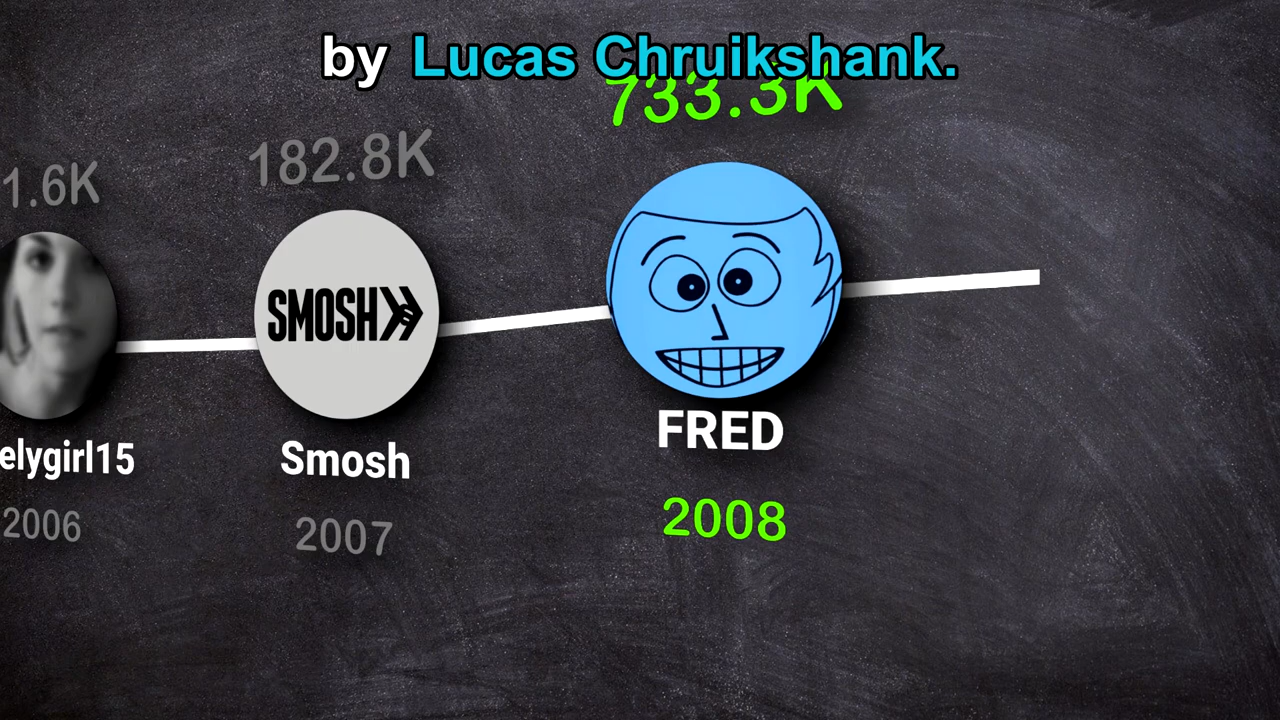 by Lucas Chruikshank.
733.3K
182.8K
1.6K
SMOSH
FRED
Smosh
elygirl15
2008
2007
2006